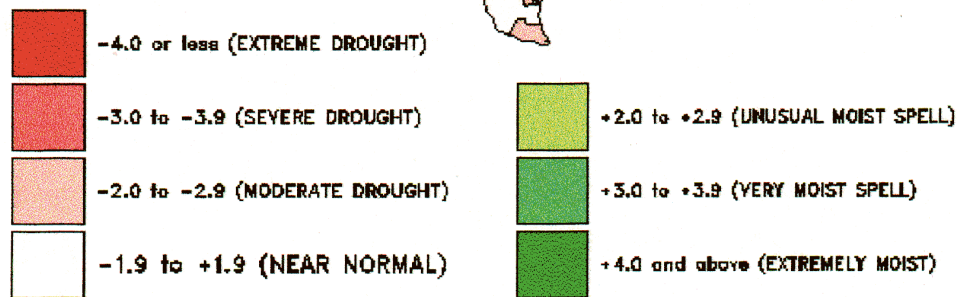 -4.0 or less (EXTREME DROUGHT)
-3.0 to -3.9 (SEVERE DROUGHT)
-2.0 to -2.9 (MODERATE DROUGHT)
-1.9 to +1.9 (NEAR NORMAL)
+2.0 to +2.9 (UNUSUAL MOIST SPELL)
+3.0 to +3.9 (VERY MOIST SPELL)
+4.0 and above (EXTREMELY MOIST)